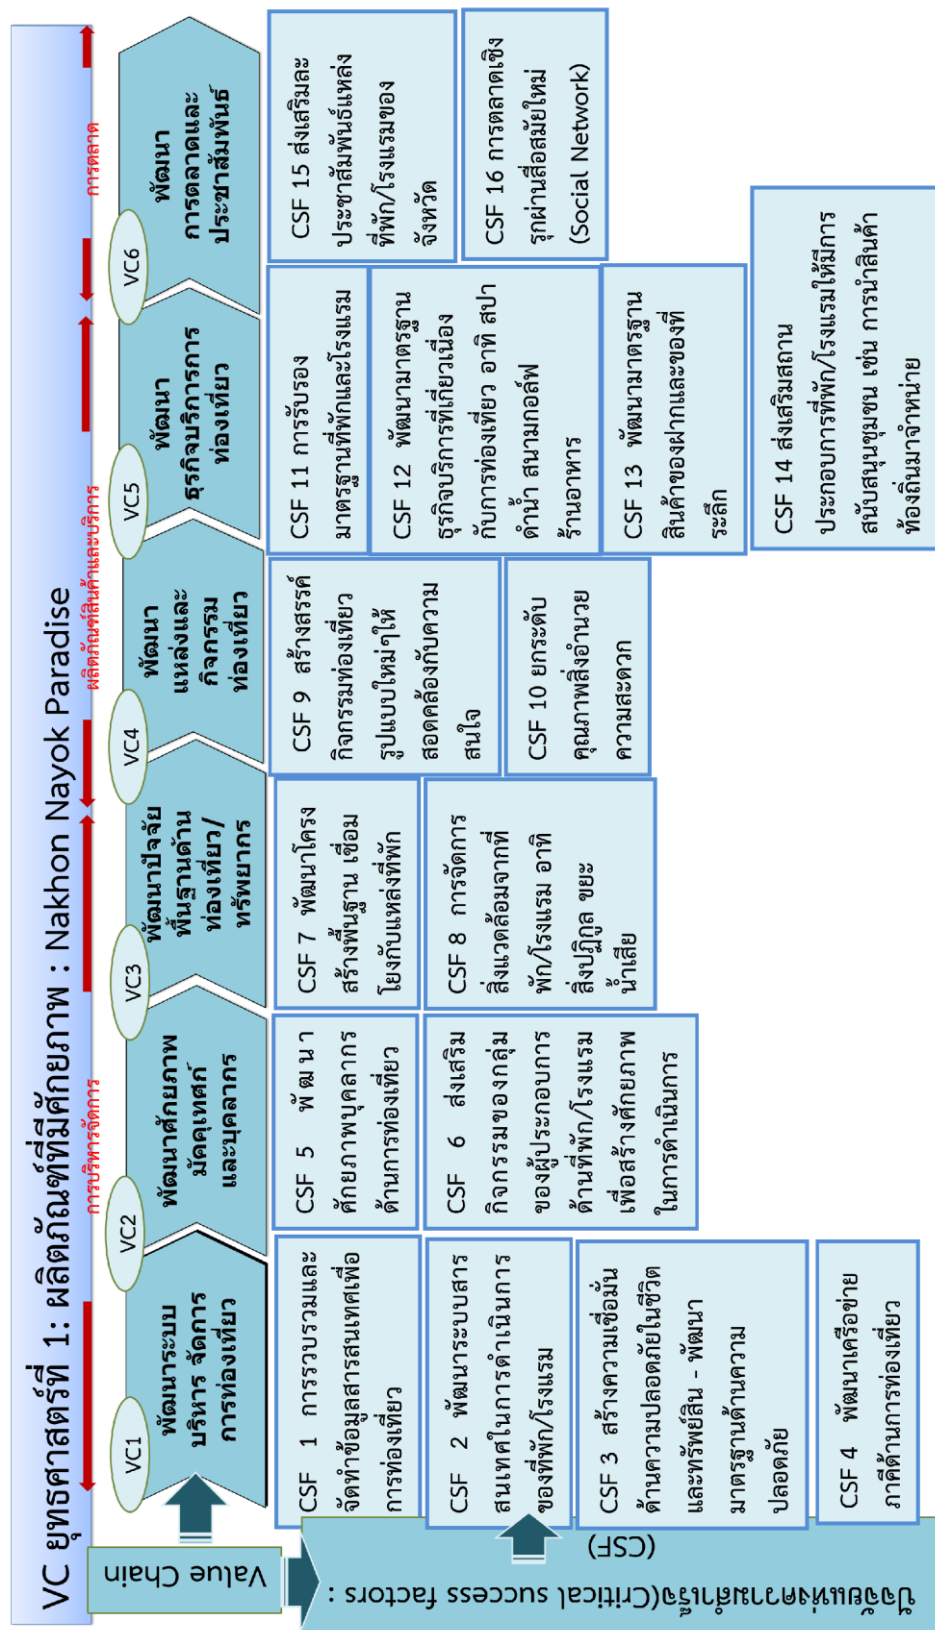 VC ยุทธศาสตร์ที่ 1: ผลิตภัณฑ์ที่มีศักยภาพ : Nakhon Nayok Paradise
การบริหารจัดการ
ผลิตภัณฑ์สินค้าและบริการ
การตลาด
Value Chain
VC1
พัฒนาระบบ
บริหาร จัดการ
การท่องเที่ยว
VC2
พัฒนาศักยภาพ
มัคคุเทศก์
และบุคลากร
VC3
พัฒนาปัจจัย
พื้นฐานด้าน
ท่องเที่ยว/
ทรัพยากร
VC4
พัฒนา
แหล่งและ
กิจกรรม
ท่องเที่ยว
VC5
พัฒนา
ธุรกิจบริการการ
ท่องเที่ยว
VC6
พัฒนา
การตลาดและ
ประชาสัมพันธ์
ปัจจัยแห่งความสำเร็จ(Critical success factors :
(CSF)
CSF 1 การรวบรวมและ
จัดทำข้อมูลสารสนเทศเพื่อ
การท่องเที่ยว
CSF 2 พัฒนาระบบสาร
สนเทศในการดำเนินการ
ของที่พัก/โรงแรม
CSF 3 สร้างความเชื่อมั่น
ด้านความปลอดภัยในชีวิต
และทรัพย์สิน - พัฒนา
มาตรฐานด้านความ
ปลอดภัย
CSF 4 พัฒนาเครือข่าย
ภาคีด้านการท่องเที่ยว
CSF 5 พัฒนา
ศักยภาพบุคลากร
ด้านการท่องเที่ยว
CSF 6 ส่งเสริม
กิจกรรมของกลุ่ม
ของผู้ประกอบการ
ด้านที่พัก/โรงแรม
เพื่อสร้างศักยภาพ
ในการดำเนินการ
CSF 7 พัฒนาโครง
สร้างพื้นฐาน เชื่อม
โยงกับแหล่งที่พัก
CSF 8 การจัดการ
สิ่งแวดล้อมจากที่
พัก/โรงแรม อาทิ
สิ่งปฏิกูล ขยะ
น้ำเสีย
CSF 9 สร้างสรรค์
กิจกรรมท่องเที่ยว
รูปแบบใหม่ๆให้
สอดคล้องกับความ
สนใจ
CSF 10 ยกระดับ
คุณภาพสิ่งอำนวย
ความสะดวก
CSF 11 การรับรอง
มาตรฐานที่พักและโรงแรม
CSF 12 พัฒนามาตรฐาน
ธุรกิจบริการที่เกี่ยวเนื่อง
กับการท่องเที่ยว อาทิ สปา
ดำน้ำ สนามกอล์ฟ
ร้านอาหาร
CSF 13 พัฒนามาตรฐาน
สินค้าของฝากและของที่
ระลึก
CSF 14 ส่งเสริมสถาน
ประกอบการที่พัก/โรงแรมให้มีการ
สนับสนุนชุมชน เช่น การนำสินค้า
ท้องถิ่นมาจำหน่าย
CSF 15 ส่งเสริมละ
ประชาสัมพันธ์แหล่ง
ที่พัก/โรงแรมของ
จังหวัด
CSF 16 การตลาดเชิง
รุกผ่านสื่อสมัยใหม่
(Social Network)